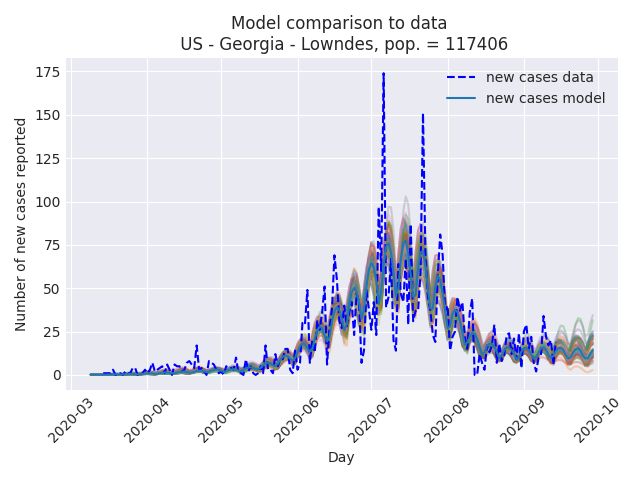 Model comparison to data
US - Georgia - Lowndes, pop. = 117406
new cases data
new cases model
Number of new cases reported
175
150
125
100
75
50
25
0
2020-03
2020-04
2020-05
2020-06
2020-07
2020-08
2020-09
2020-10
Day